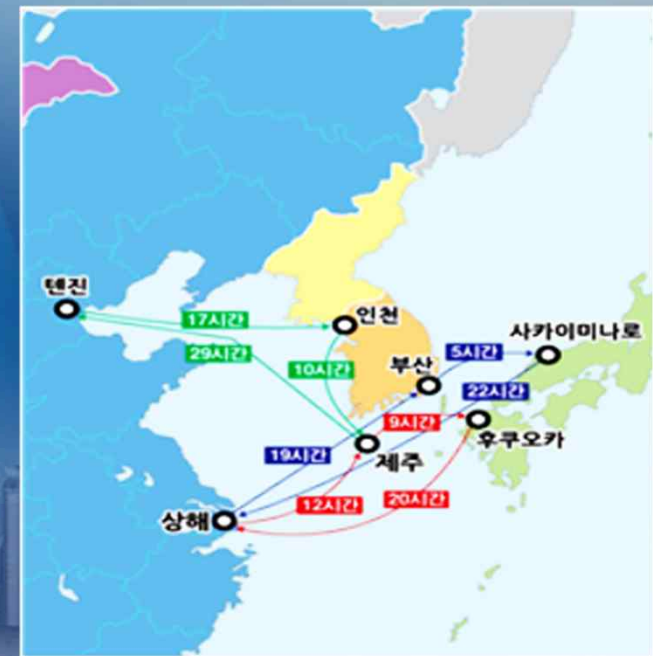 텐진
17시간
인천
29시간
10시간
사카이미나로
부산
5시간
22시간
9시간
후쿠오카
19시간
제주
12시간
20시간
상해